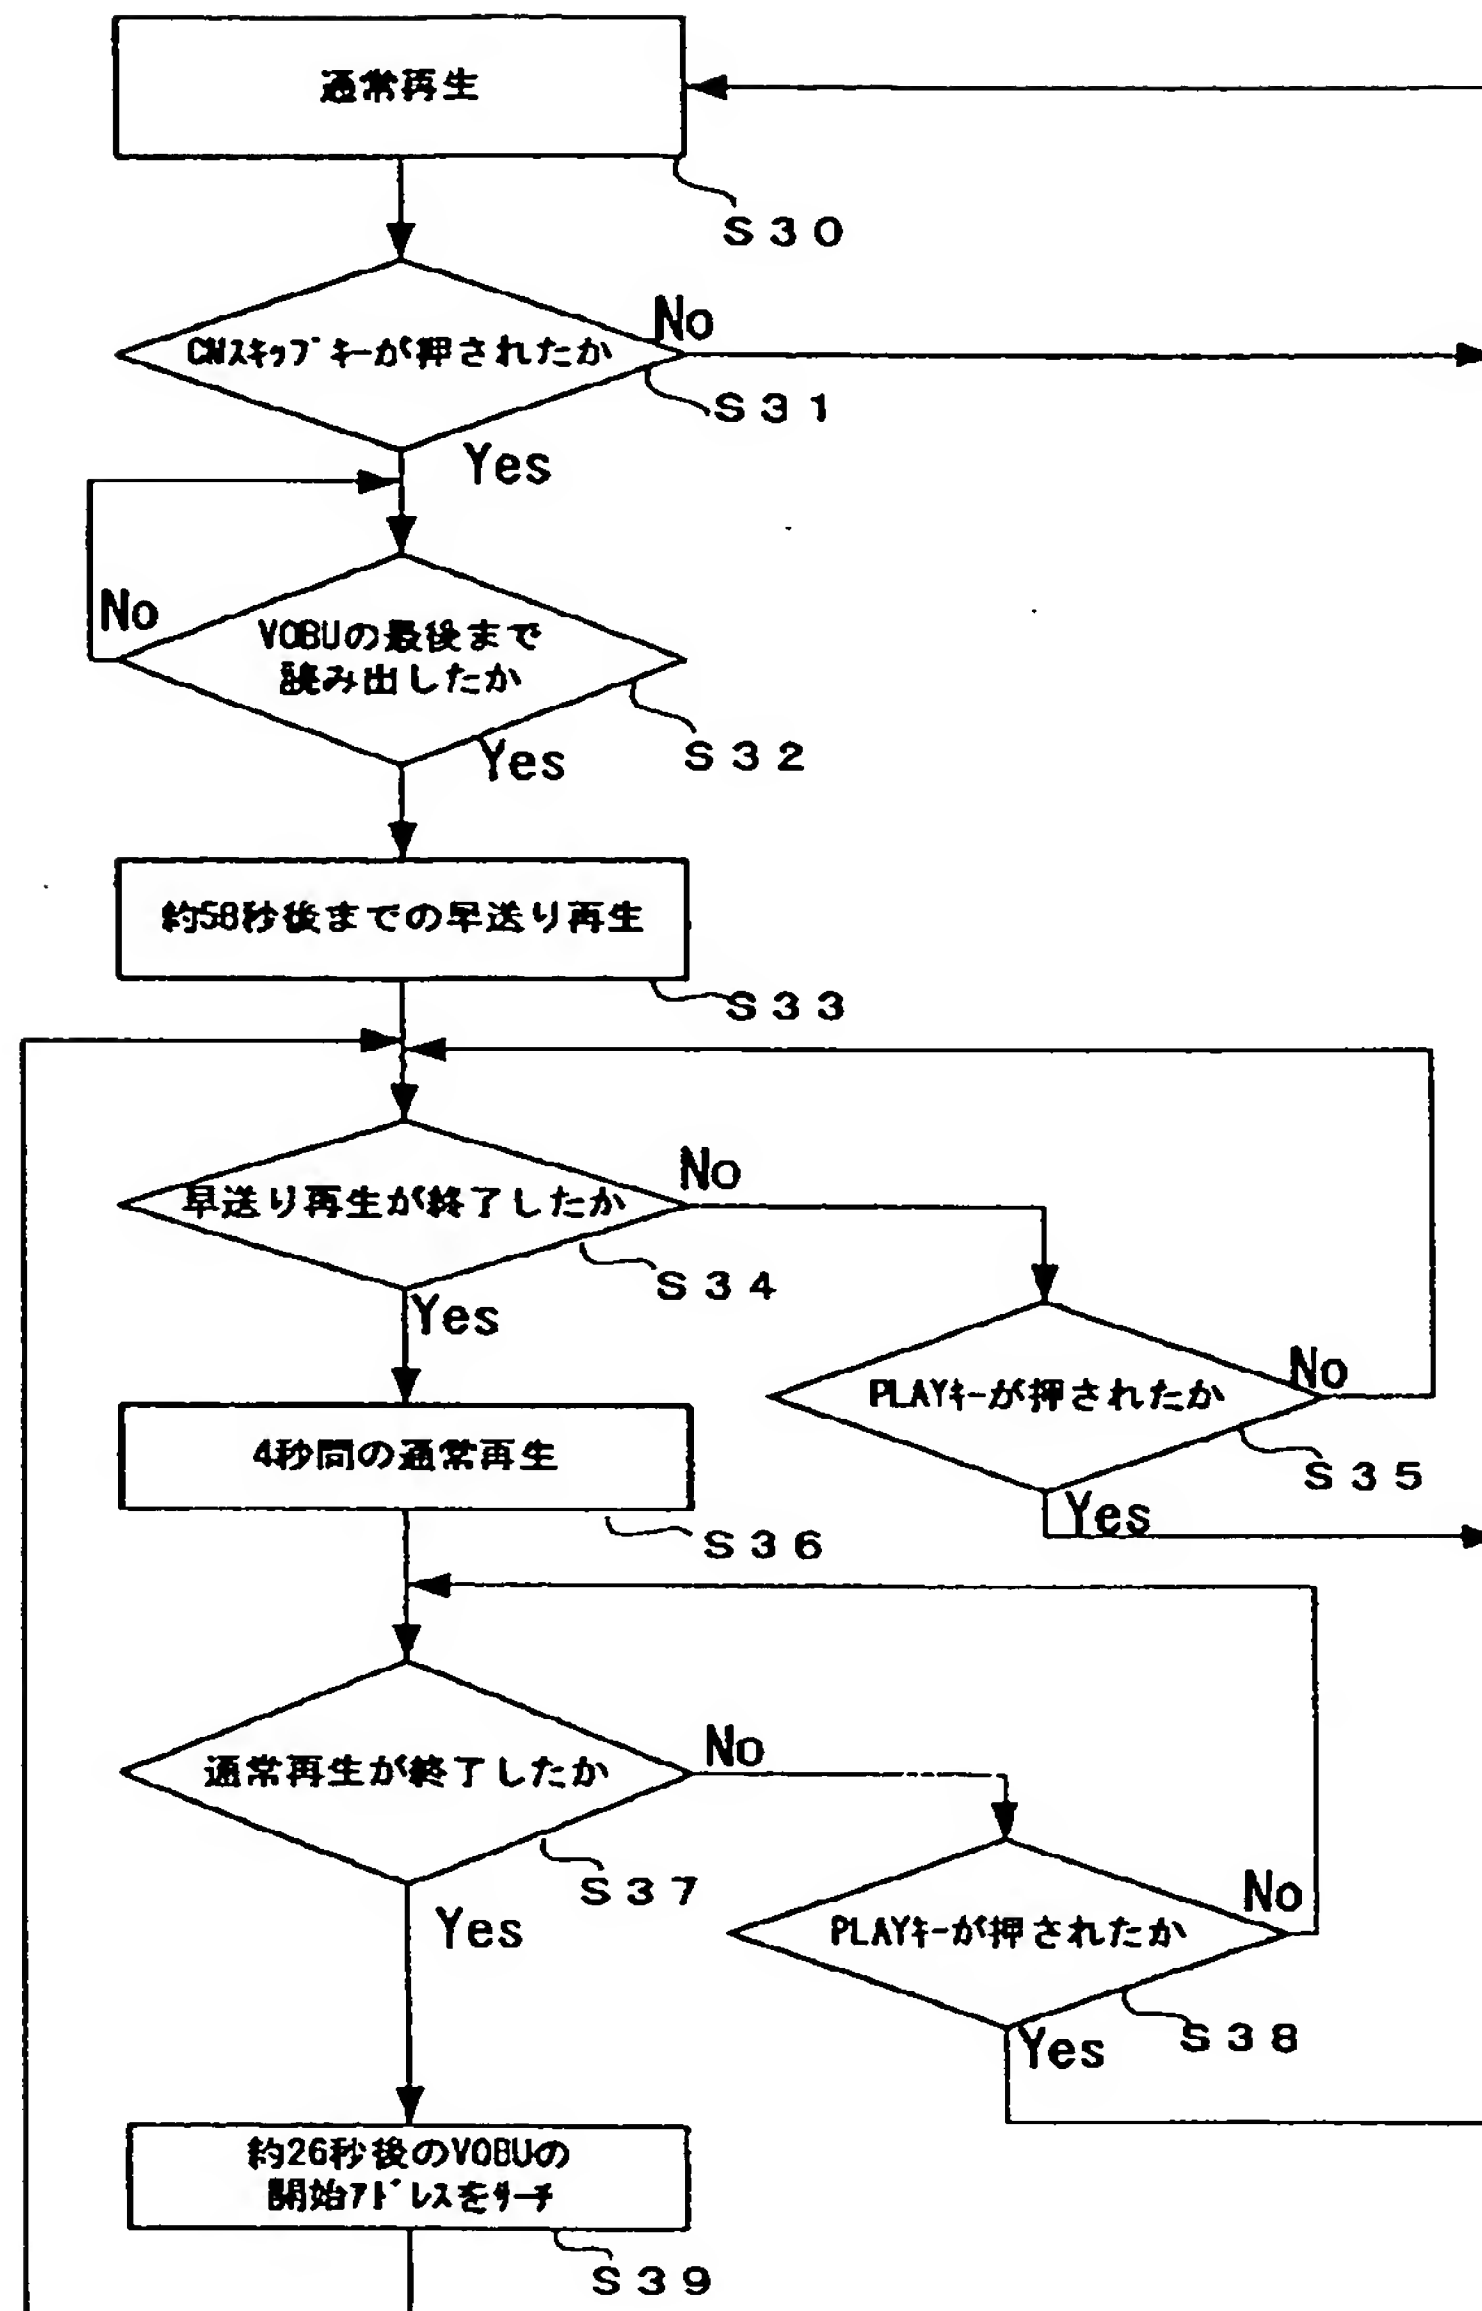 通常再生
S30
CMスキップキーが押されたか
No
S31
Yes
No
VOBUの最後まで
読み出したか
S32
Yes
約58秒後までの早送り再生
S33
早送り再生が終了したか
No
S34
Yes
PLAYキーが押されたか
No
S35
Yes
4秒間の通常再生
S36
通常再生が終了したか
No
S37
Yes
PLAYキーが押されたか
No
S38
Yes
約26秒後のVOBUの
開始アドレスをサーチ
S39